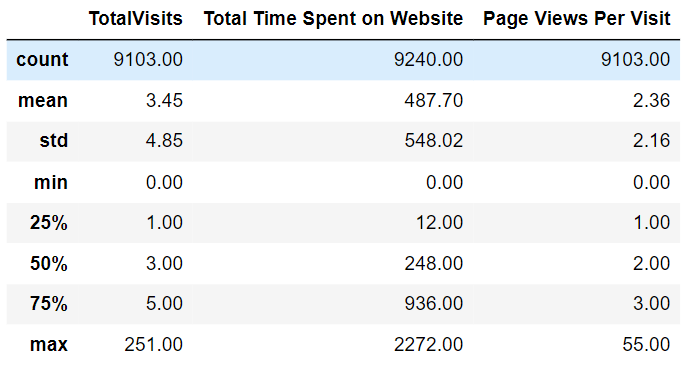 TotalVisits Total Time Spent on Website Page Views Per Visit
count 9103.00 9240.00 9103.00
mean 3.45 487.70 2.36
std 4.85 548.02 2.16
min 0.00 0.00 0.00
25% 1.00 12.00 1.00
50% 3.00 248.00 2.00
75% 5.00 936.00 3.00
max 251.00 2272.00 55.00